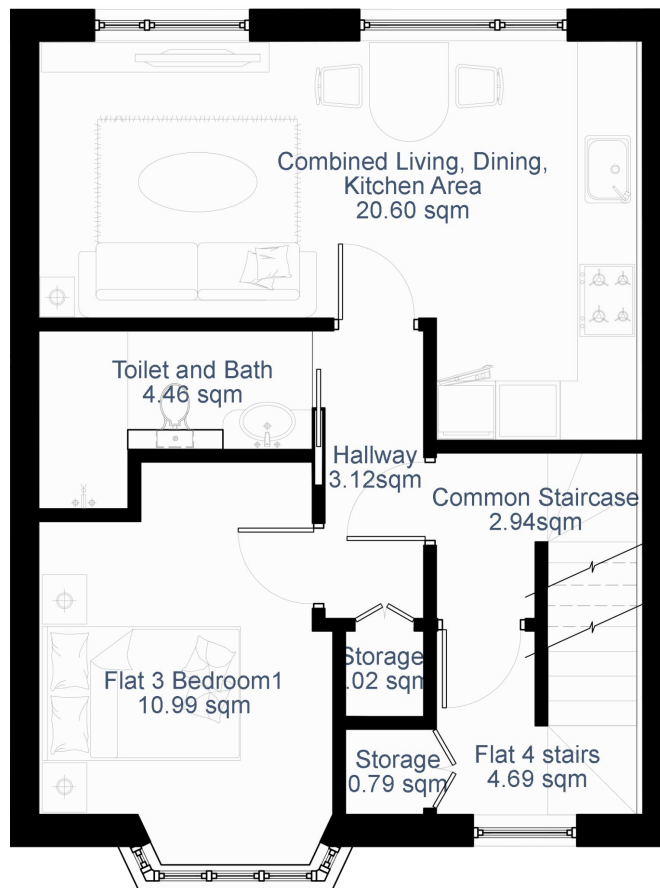 Combined Living, Dining,
Kitchen Area
20.60 sqm
Toilet and Bath
4.46 sqm
Hallway
3.12sqm
Common Staircase
2.94sqm
Storage
.02 sqm
Flat 3 Bedroom1
10.99 sqm
Storage
0.79 sqm
Flat 4 stairs
4.69 sqm